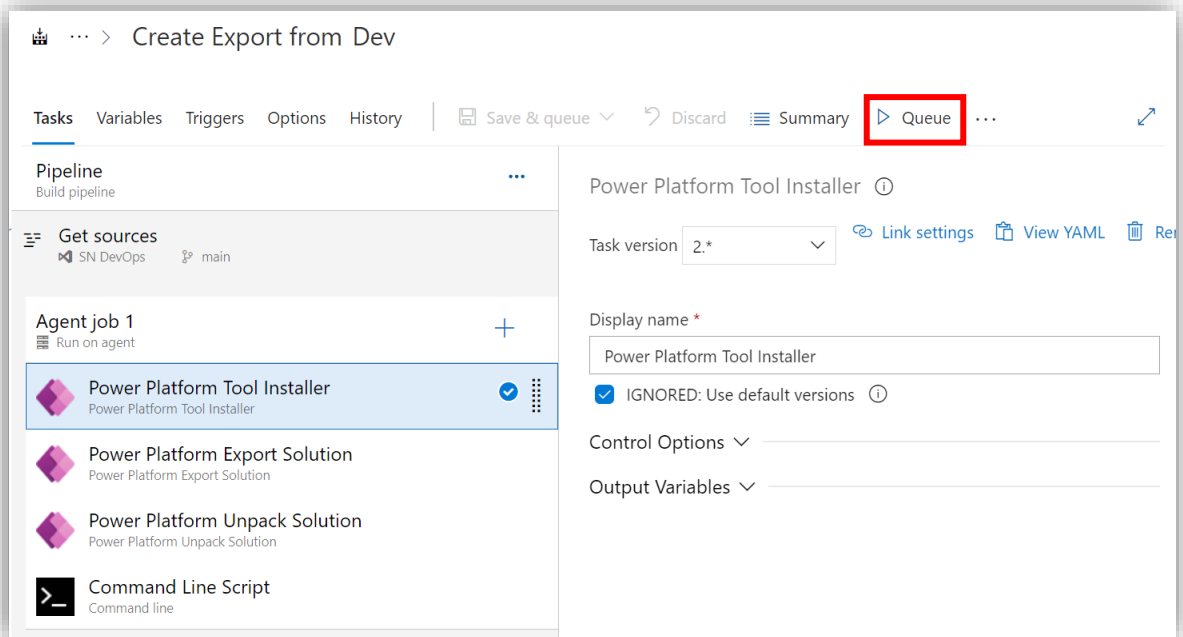 ··· > Create Export from Dev
Tasks Variables Triggers Options History Save & queue Discard Summary Queue ···
Pipeline
Build pipeline
Get sources
SN DevOps main
Agent job 1
Run on agent
Power Platform Tool Installer
Power Platform Tool Installer
Power Platform Export Solution
Power Platform Export Solution
Power Platform Unpack Solution
Power Platform Unpack Solution
Command Line Script
Command line
Power Platform Tool Installer
Task version 2.* Link settings View YAML Rer
Display name *
Power Platform Tool Installer
IGNORED: Use default versions
Control Options
Output Variables